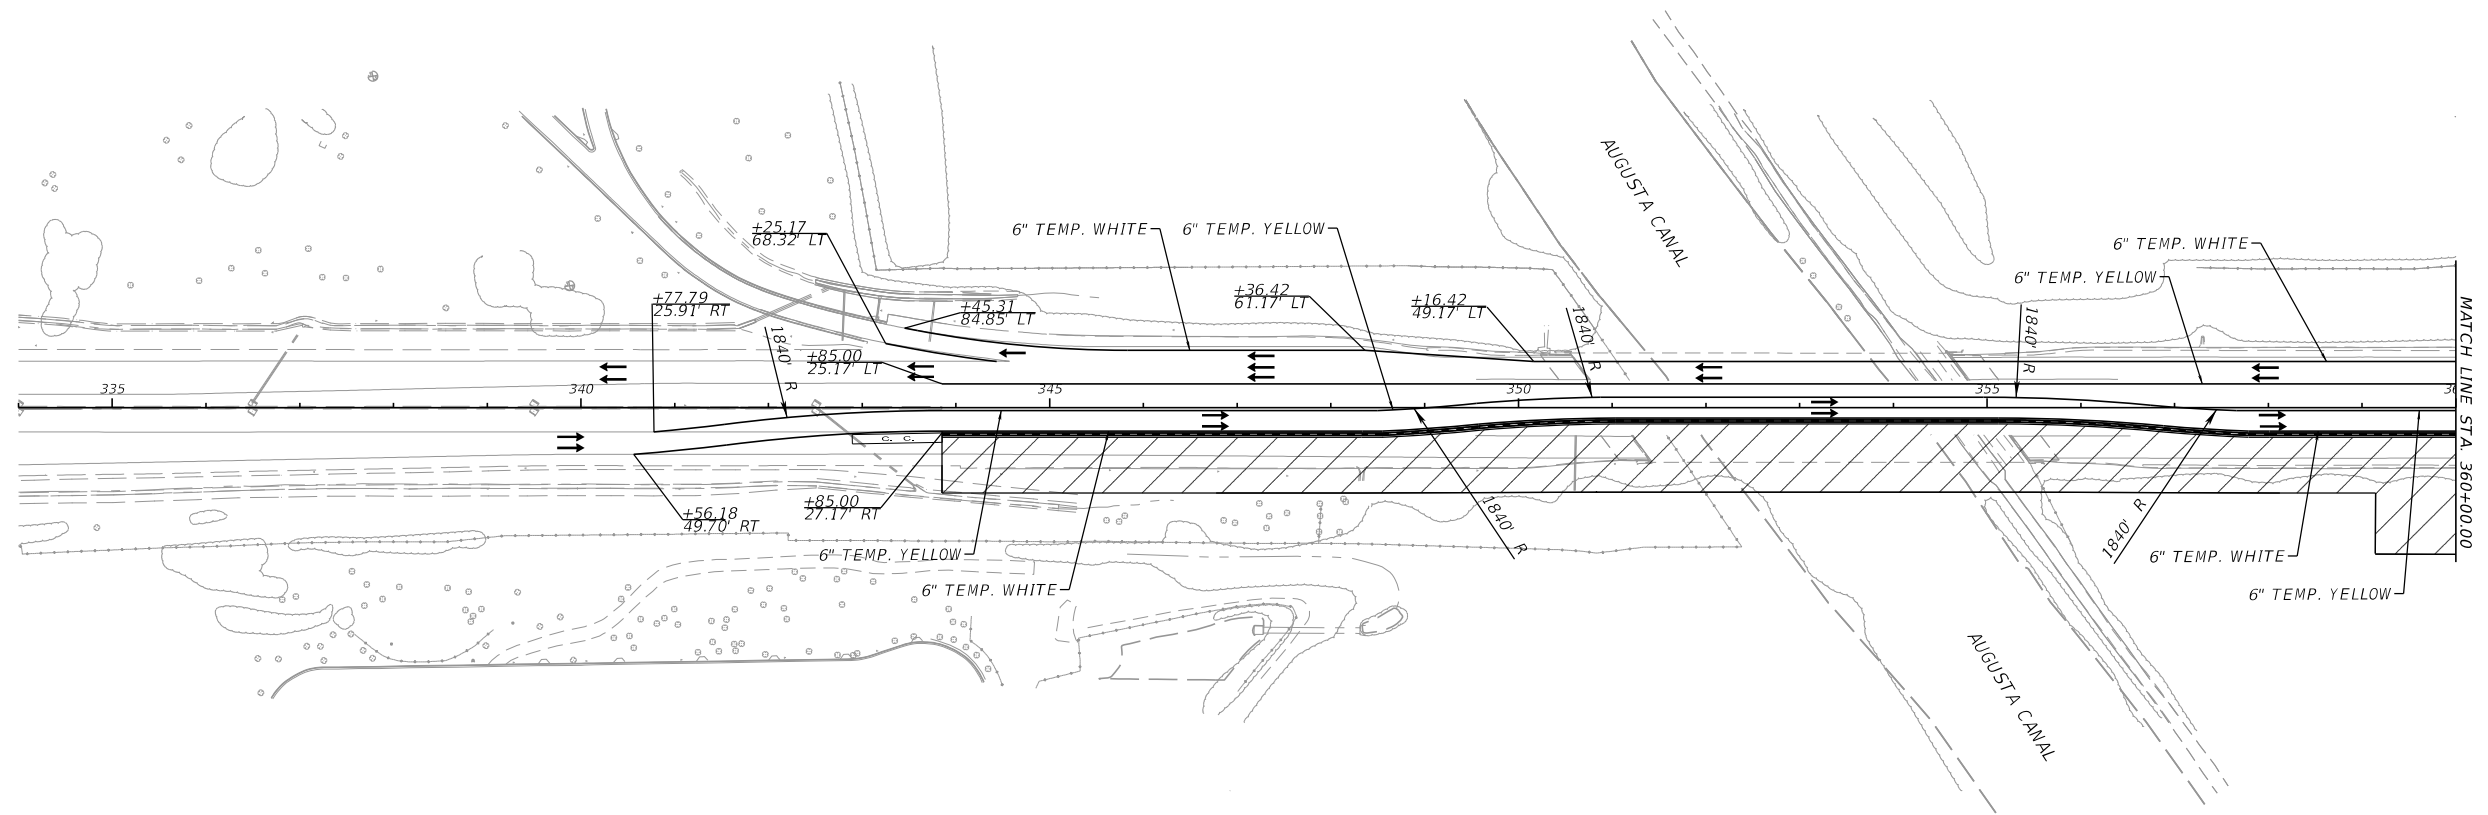 AUGUSTA CANAL
+25.17
68.32' LT
6" TEMP. WHITE
6" TEMP. YELLOW
6" TEMP. WHITE
6" TEMP. YELLOW
+77.79
25.91' RT
+45.31
84.85' LT
+36.42
61.17' LT
+16.42
49.17' LT
1840' R
1840' R
1840' R
+85.00
25.17' LT
335
340
345
350
355
36
MATCH LINE STA. 360+00.00
C. C.
+56.18
49.70' RT
+85.00
27.17' RT
1840' R
1840' R
6" TEMP. YELLOW
6" TEMP. WHITE
6" TEMP. WHITE
6" TEMP. YELLOW
AUGUSTA CANAL